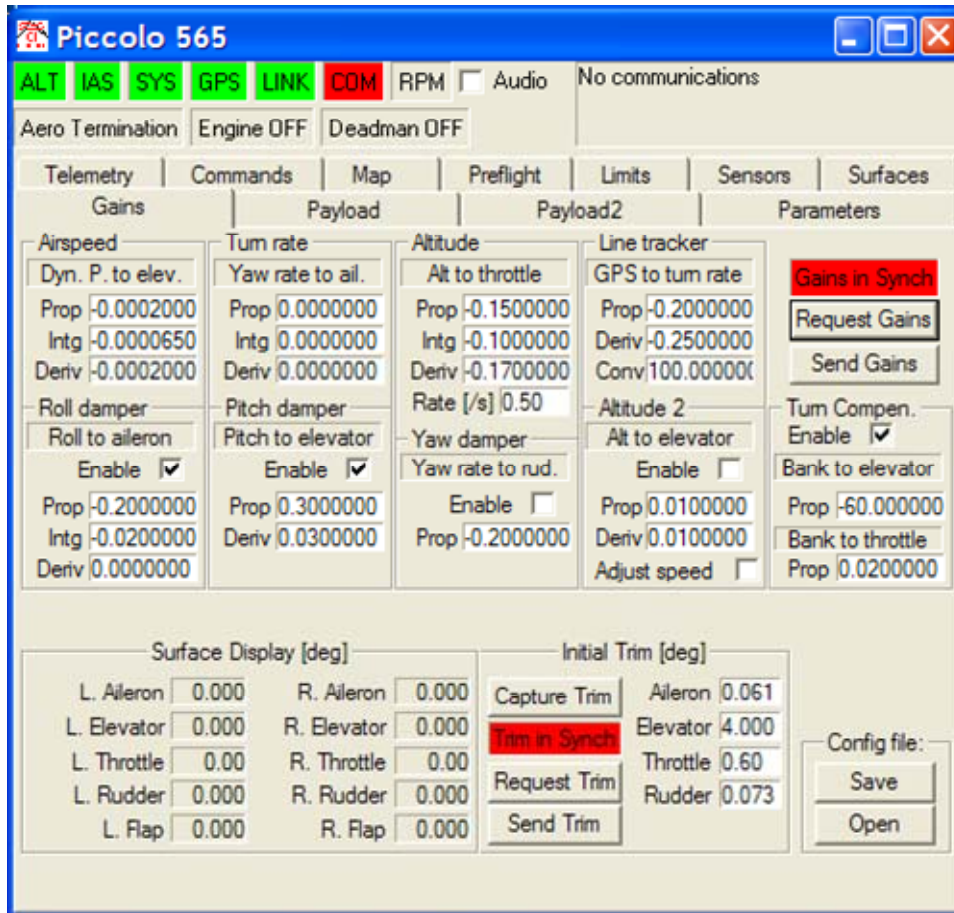 Piccolo 565
ALT IAS SYS GPS LINK COM RPM Audio No communications
Aero Termination Engine OFF Deadman OFF
Telemetry Commands Map Preflight Limits Sensors Surfaces
Gains Payload Payload2 Parameters
Airspeed
Dyn. P. to elev.
Prop -0.0002000
Intg -0.0000650
Deriv -0.0002000
Turn rate
Yaw rate to ail.
Prop 0.0000000
Intg 0.0000000
Deriv 0.0000000
Altitude
Alt to throttle
Prop -0.1500000
Intg -0.1000000
Deriv -0.1700000
Rate [/s] 0.50
Line tracker
GPS to turn rate
Prop -0.2000000
Deriv -0.2500000
Conv 100.000000
Gains in Synch
Request Gains
Send Gains
Roll damper
Roll to aileron
Enable
Prop -0.2000000
Intg -0.0200000
Deriv 0.0000000
Pitch damper
Pitch to elevator
Enable
Prop 0.3000000
Deriv 0.0300000
Yaw damper
Yaw rate to rud.
Enable
Prop -0.2000000
Altitude 2
Alt to elevator
Enable
Prop 0.0100000
Deriv 0.0100000
Adjust speed
Turn Compen.
Enable
Bank to elevator
Prop -60.000000
Bank to throttle
Prop 0.0200000
Surface Display [deg]
L. Aileron 0.000 R. Aileron 0.000
L. Elevator 0.000 R. Elevator 0.000
L. Throttle 0.00 R. Throttle 0.00
L. Rudder 0.000 R. Rudder 0.000
L. Flap 0.000 R. Flap 0.000
Initial Trim [deg]
Capture Trim
Trim in Synch
Request Trim
Send Trim
Aileron 0.061
Elevator 4.000
Throttle 0.60
Rudder 0.073
Config file:
Save
Open